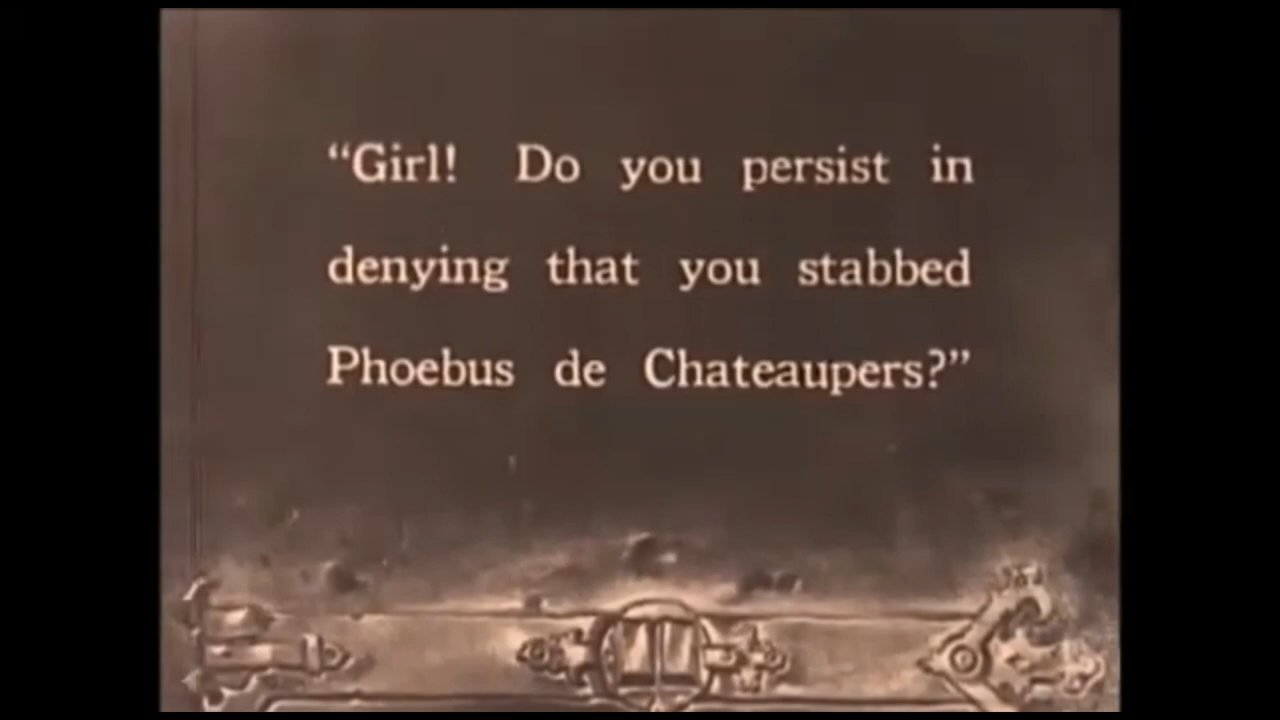 “Girl! Do you persist in
denying that you stabbed
Phoebus de Chateaupers?”